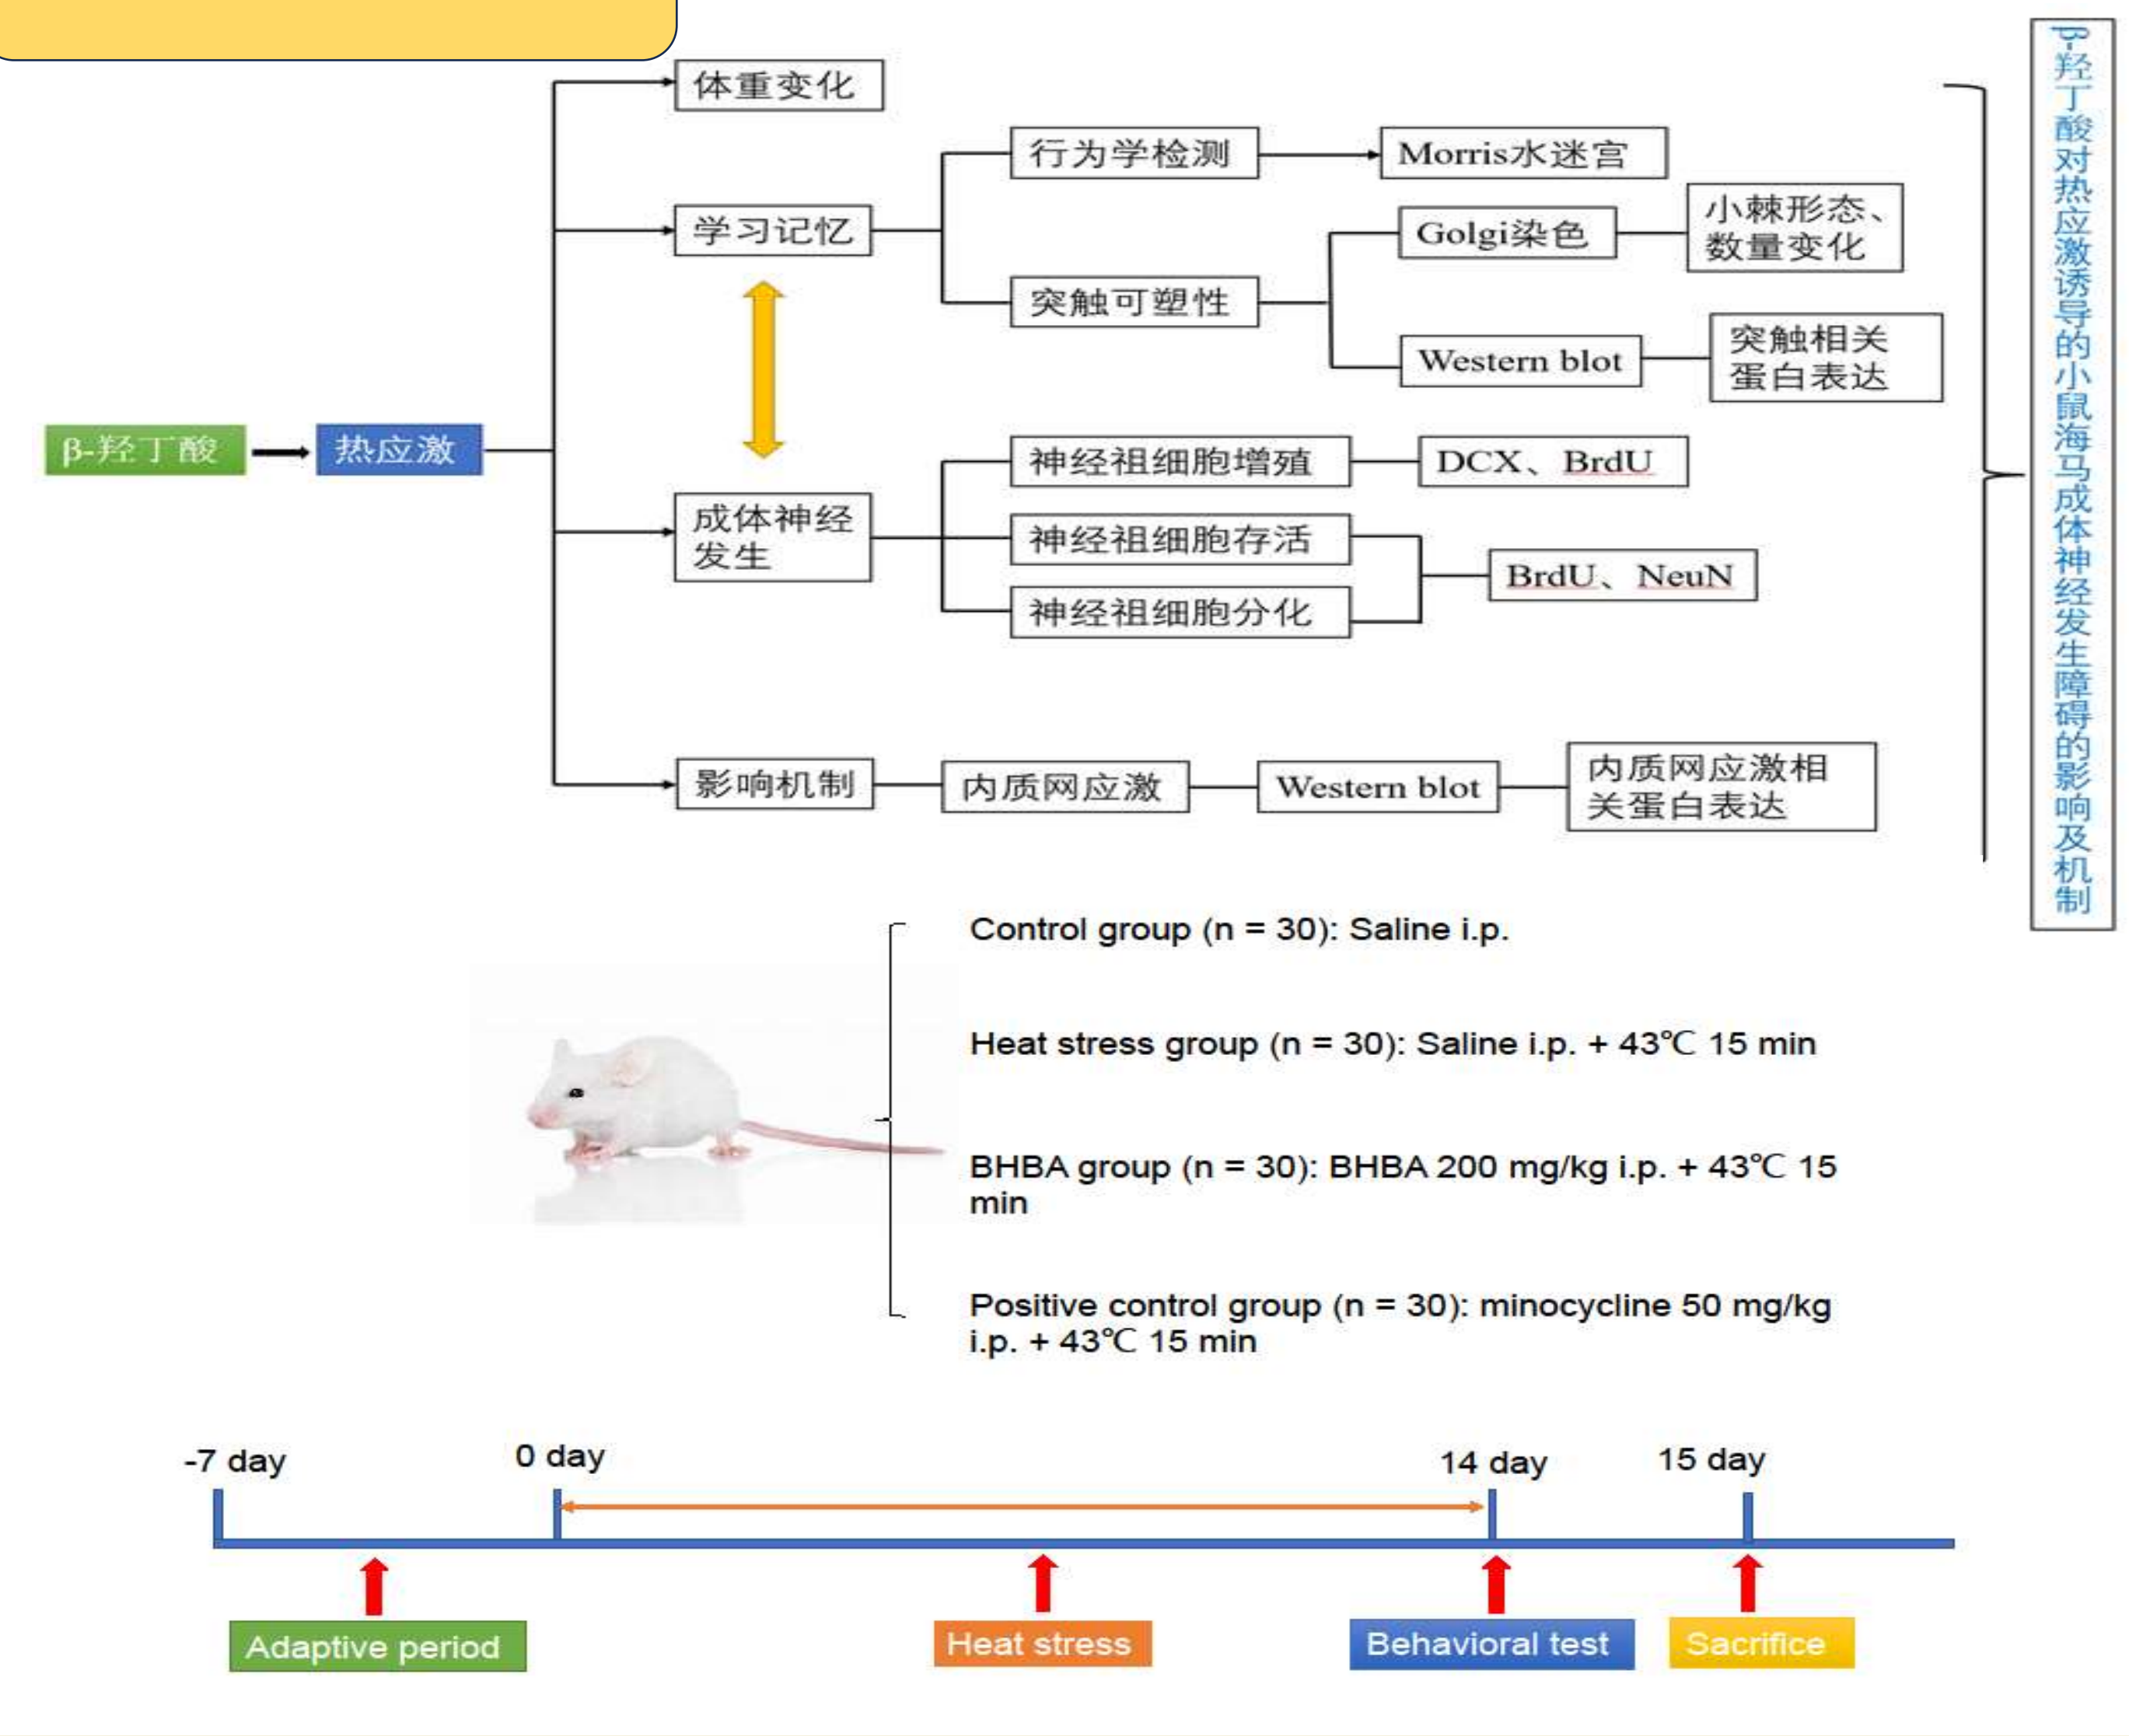 体重变化
行为学检测
Morris水迷宫
学习记忆
Golgi染色
小棘形态、
数量变化
突触可塑性
Western blot
突触相关
蛋白表达
β-羟丁酸
热应激
神经祖细胞增殖
DCX、BrdU
成体神经
发生
神经祖细胞存活
BrdU、NeuN
神经祖细胞分化
影响机制
内质网应激
Western blot
内质网应激相
关蛋白表达
β-羟丁酸对热应激诱导的小鼠海马成体神经发生障碍的影响及机制
Control group (n = 30): Saline i.p.
Heat stress group (n = 30): Saline i.p. + 43℃ 15 min
BHBA group (n = 30): BHBA 200 mg/kg i.p. + 43℃ 15
min
Positive control group (n = 30): minocycline 50 mg/kg
i.p. + 43℃ 15 min
-7 day
0 day
14 day
15 day
Adaptive period
Heat stress
Behavioral test
Sacrifice